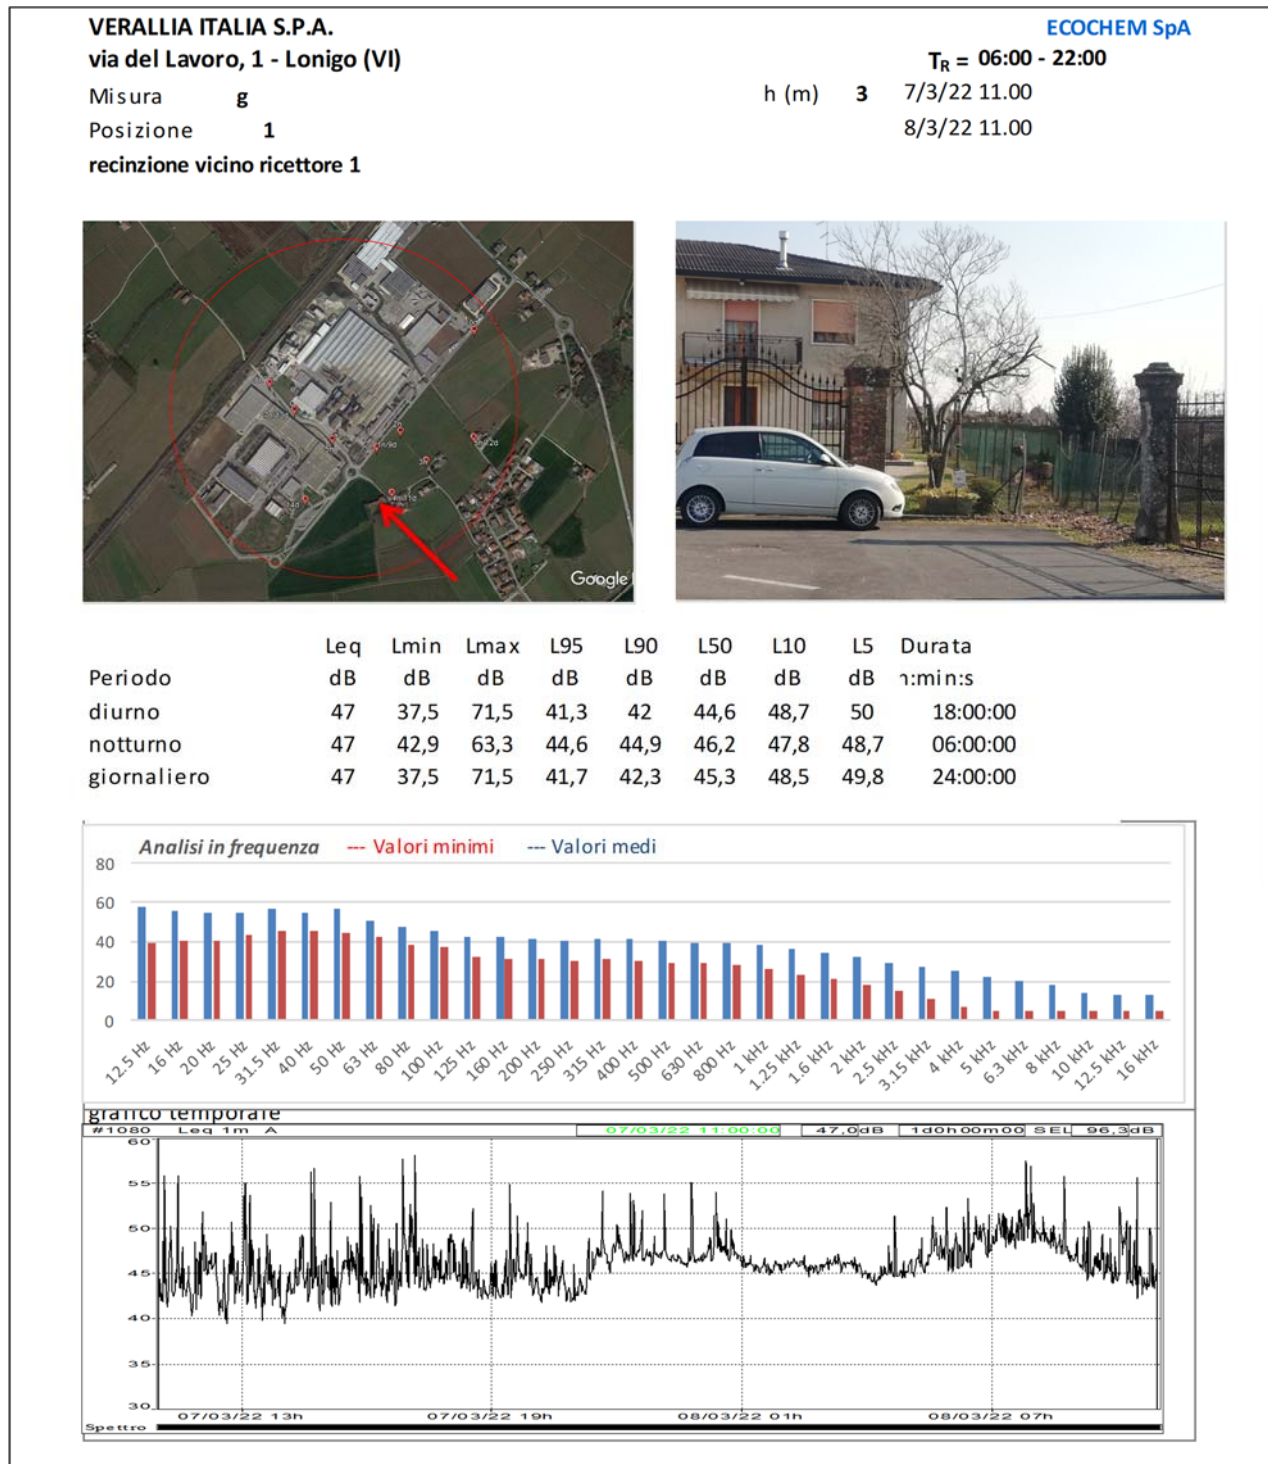 VERALLIA ITALIA S.P.A.
ECOCHEM SpA
via del Lavoro, 1 - Lonigo (VI)
TR = 06:00 - 22:00
Misura g
h (m) 3 7/3/22 11.00
Posizione 1
8/3/22 11.00
recinzione vicino ricettore 1
Google
Leq Lmin Lmax L95 L90 L50 L10 L5 Durata
Periodo dB dB dB dB dB dB dB dB h:min:s
diurno 47 37,5 71,5 41,3 42 44,6 48,7 50 18:00:00
notturno 47 42,9 63,3 44,6 44,9 46,2 47,8 48,7 06:00:00
giornaliero 47 37,5 71,5 41,7 42,3 45,3 48,5 49,8 24:00:00
Analisi in frequenza --- Valori minimi --- Valori medi
80
60
40
20
0
12.5 Hz 16 Hz 20 Hz 25 Hz 31.5 Hz 40 Hz 50 Hz 63 Hz 80 Hz 100 Hz 125 Hz 160 Hz 200 Hz 250 Hz 315 Hz 400 Hz 500 Hz 630 Hz 800 Hz 1 kHz 1.25 kHz 1.6 kHz 2 kHz 2.5 kHz 3.15 kHz 4 kHz 5 kHz 6.3 kHz 8 kHz 10 kHz 12.5 kHz 16 kHz
grafico temporale
#1080 Leq 1m A 07/03/22 11:00:00 47,0dB 1d0h00m00 SEL 96,3dB
60
55
50
45
40
35
30
07/03/22 13h 07/03/22 19h 08/03/22 01h 08/03/22 07h
Spettro